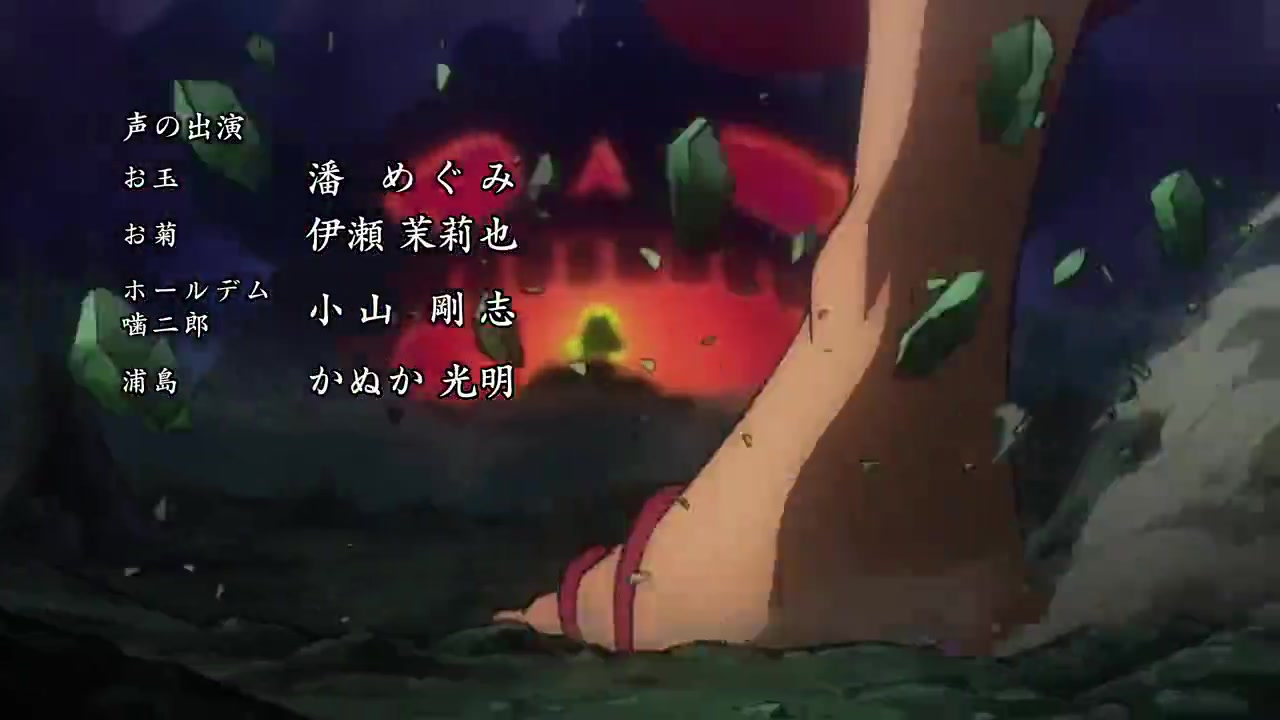 声の出演
お玉 潘 めぐみ
お菊 伊瀬 茉莉也
ホールデム
噛二郎 小山 剛志
浦島 かぬか 光明